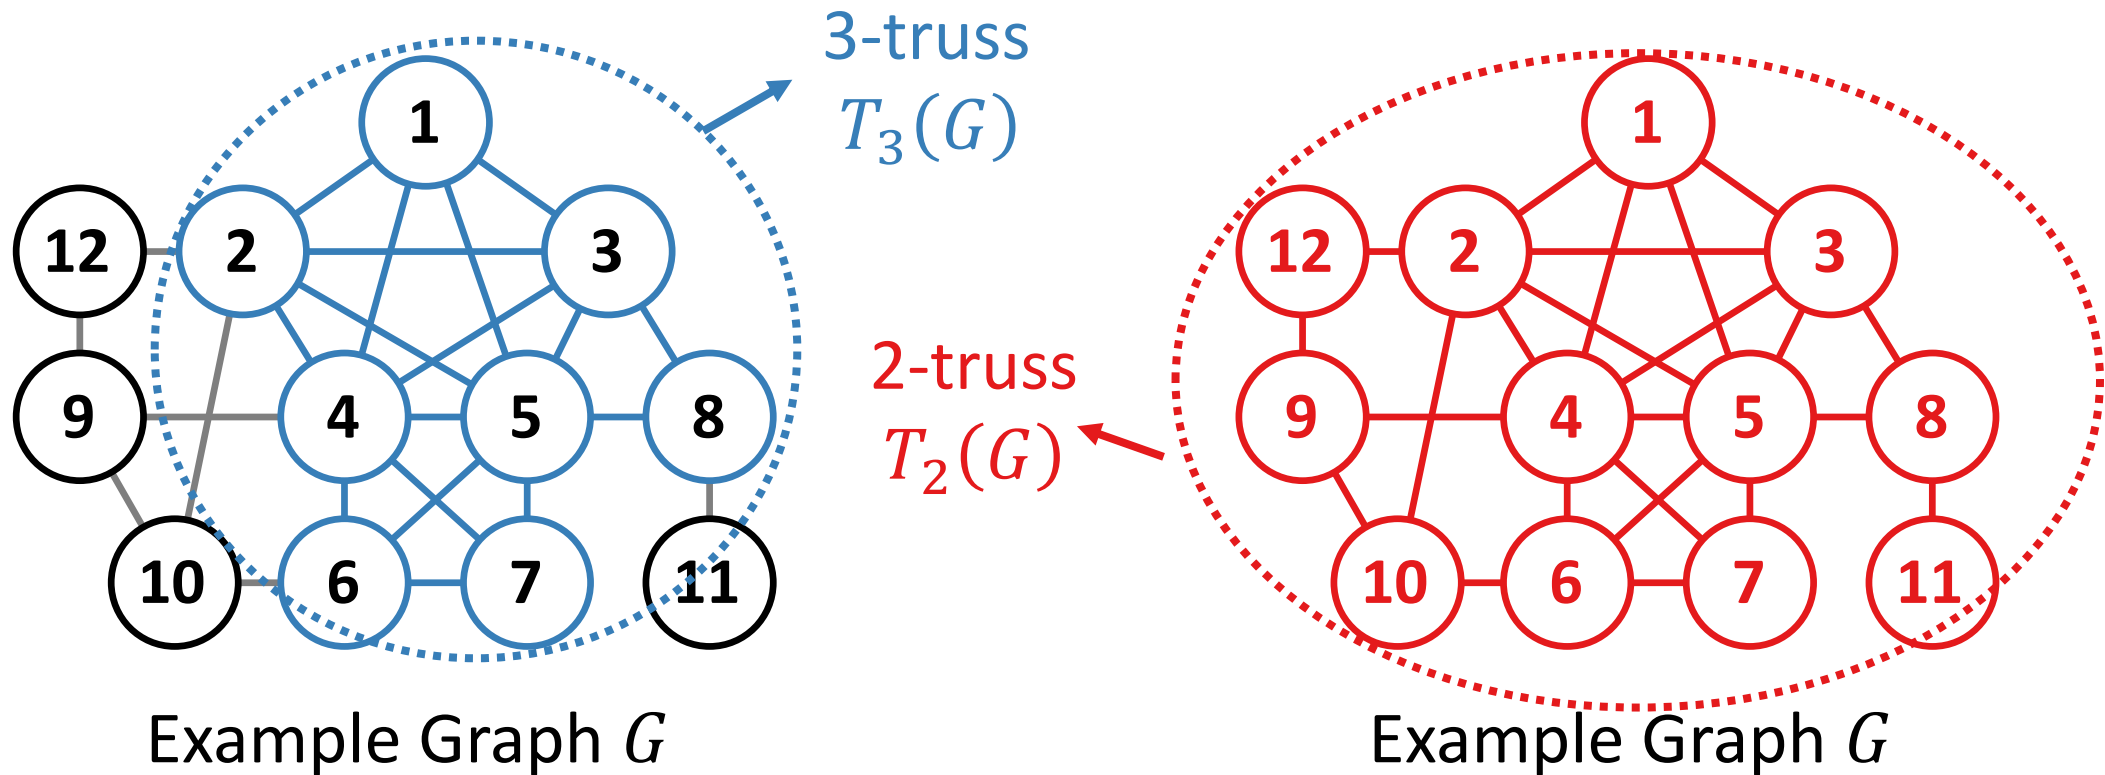 3-truss
T₃(G)
1
12 2 3
9 4 5 8
10 6 7 11
Example Graph G
2-truss
T₂(G)
1
12 2 3
9 4 5 8
10 6 7 11
Example Graph G